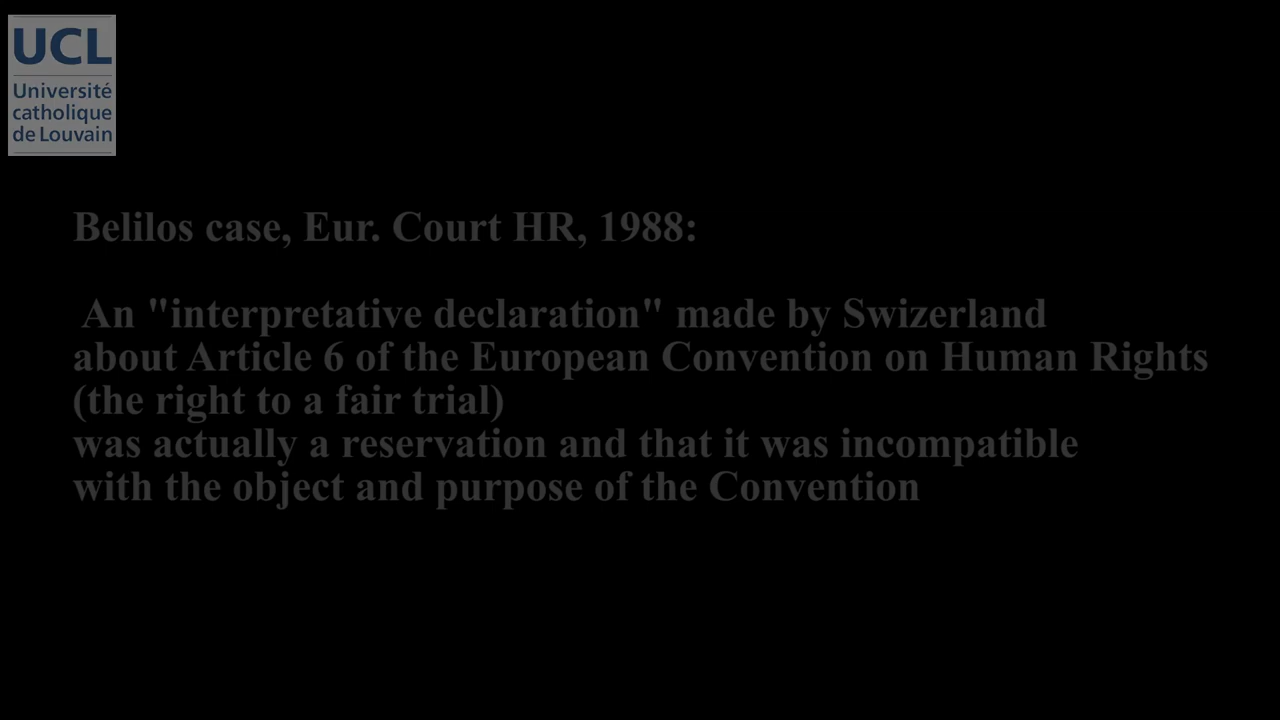 UCL
Université
catholique
de Louvain
Belilos case, Eur. Court HR, 1988:
An "interpretative declaration" made by Swizerland
about Article 6 of the European Convention on Human Rights
(the right to a fair trial)
was actually a reservation and that it was incompatible
with the object and purpose of the Convention